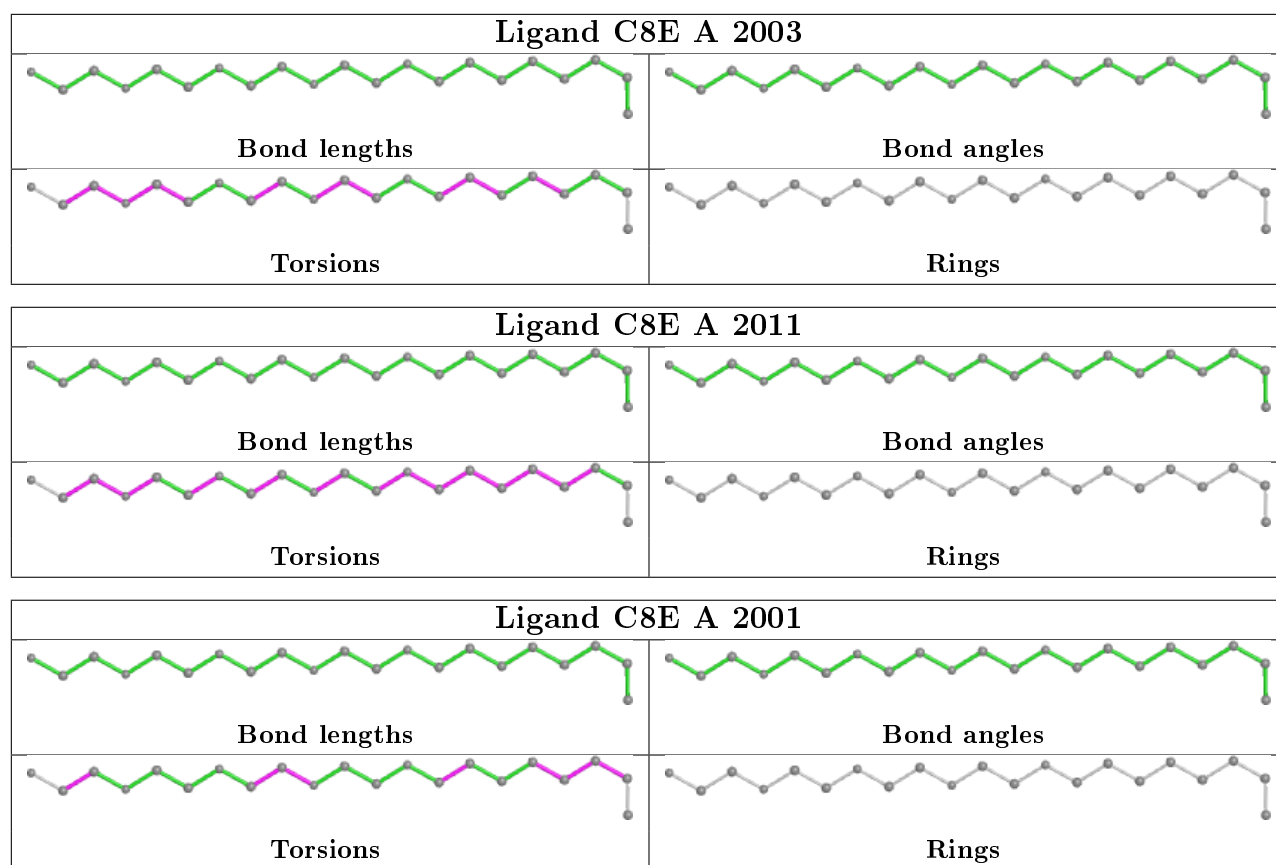 Ligand C8E A 2003
Bond lengths
Bond angles
Torsions
Rings
Ligand C8E A 2011
Bond lengths
Bond angles
Torsions
Rings
Ligand C8E A 2001
Bond lengths
Bond angles
Torsions
Rings